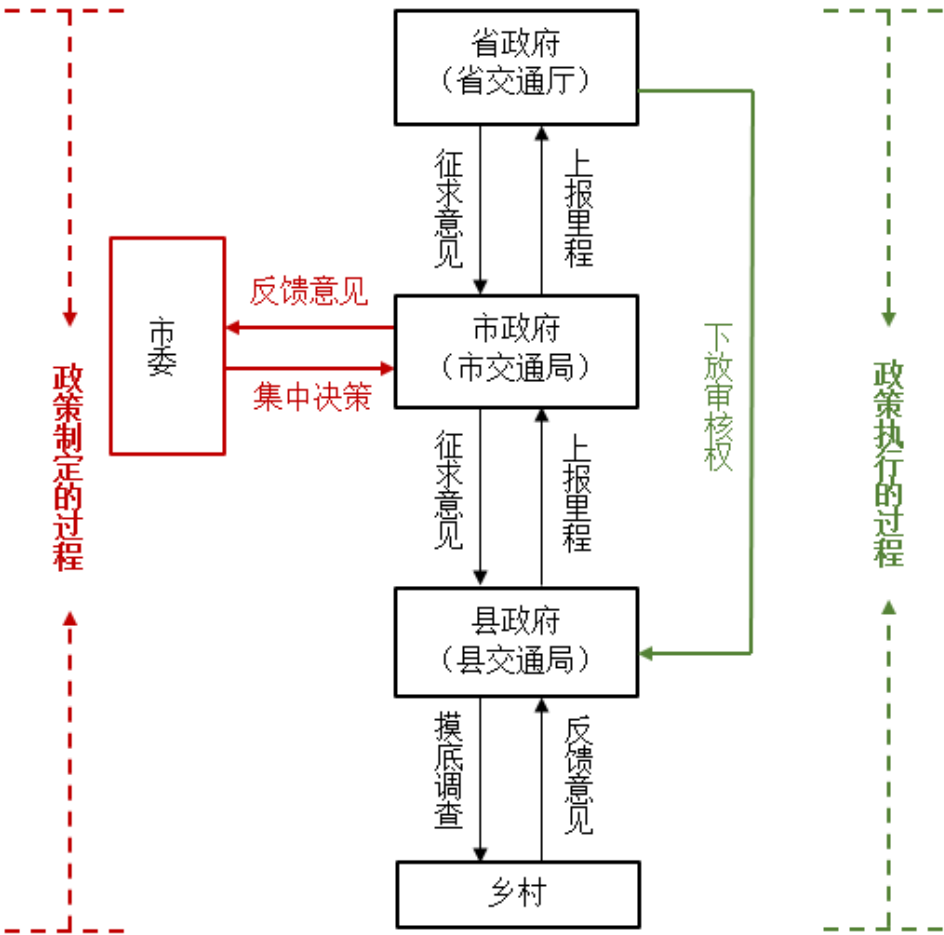 省政府
（省交通厅）
征求意见
上报里程
反馈意见
市委
集中决策
市政府
（市交通局）
下放审核权
政策制定的过程
政策执行的过程
征求意见
上报里程
县政府
（县交通局）
摸底调查
反馈意见
乡村